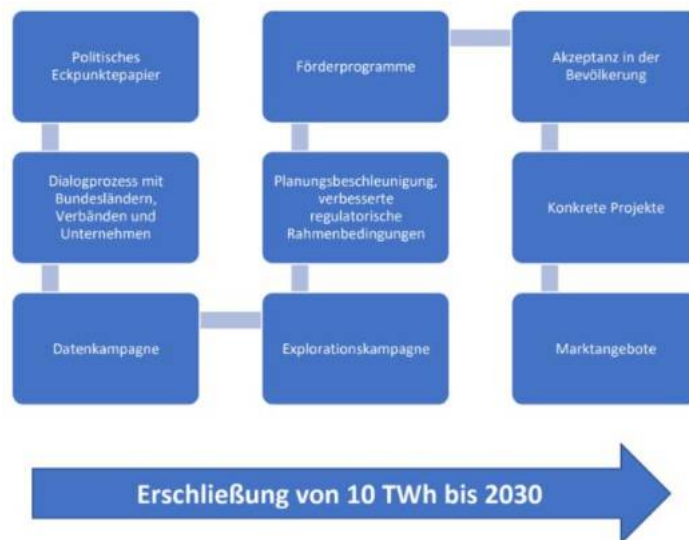 Politisches
Eckpunktepapier
Dialogprozess mit
Bundesländern,
Verbänden und
Unternehmen
Datenkampagne
Explorationskampagne
Planungsbeschleunigung,
verbesserte
regulatorische
Rahmenbedingungen
Förderprogramme
Akzeptanz in der
Bevölkerung
Konkrete Projekte
Marktangebote
Erschließung von 10 TWh bis 2030